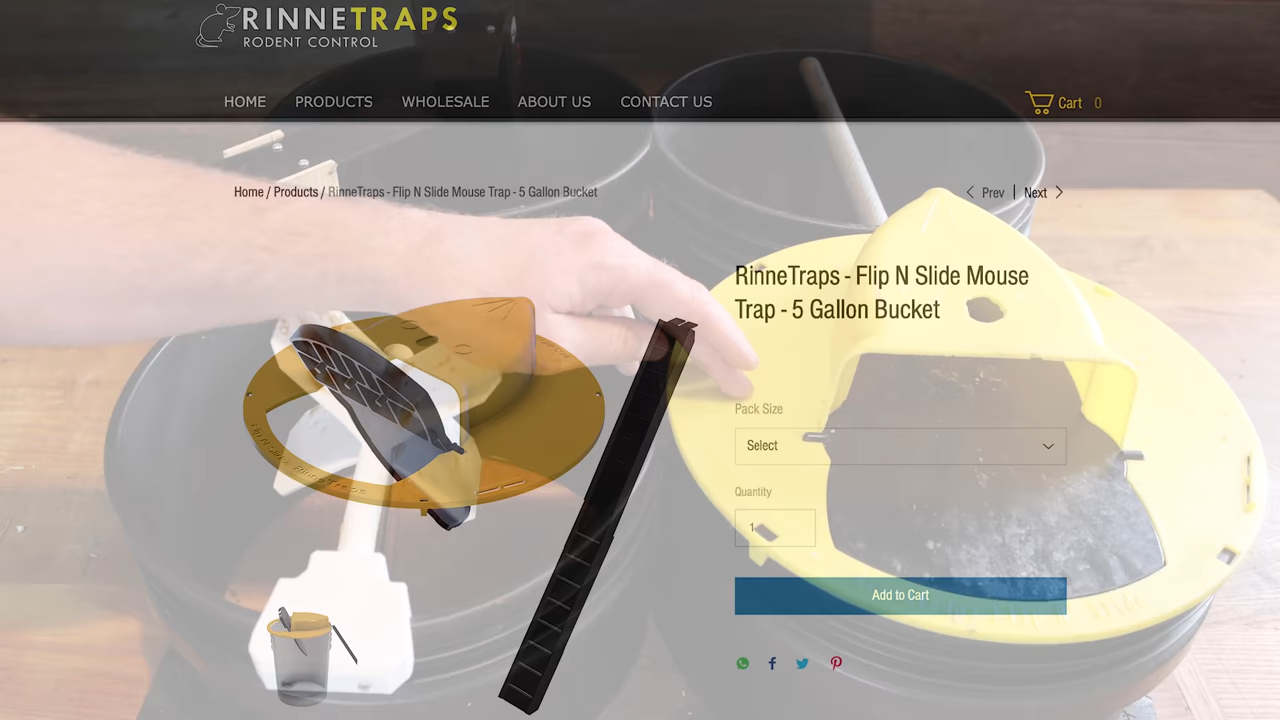 RINNETRAPS
RODENT CONTROL
HOME PRODUCTS WHOLESALE ABOUT US CONTACT US
Cart 0
Home / Products / RinneTraps - Flip N Slide Mouse Trap - 5 Gallon Bucket
Prev | Next
RinneTraps - Flip N Slide Mouse
Trap - 5 Gallon Bucket
Pack Size
Select
Quantity
1
Add to Cart